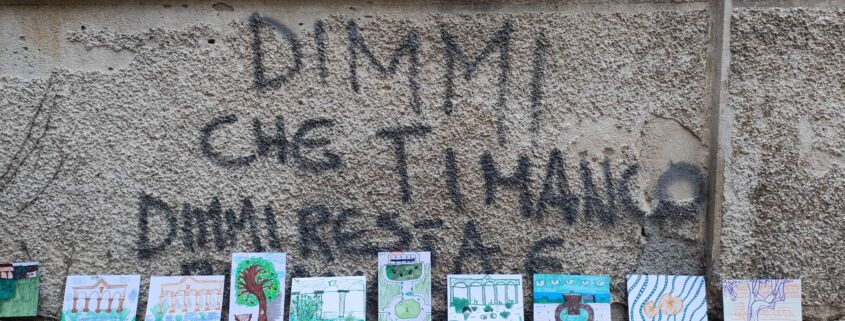 DIMMI
CHE TI MANCO
DIMMI RESTA E